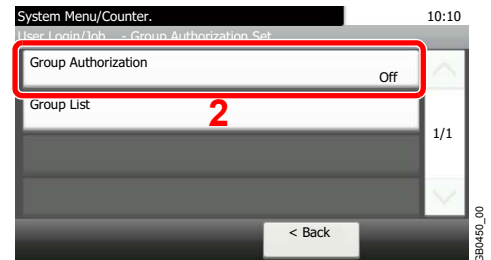 System Menu/Counter.
10:10
User Login/Job... - Group Authorization Set.
Group Authorization
Off
Group List
2
1/1
< Back
GB0450_00